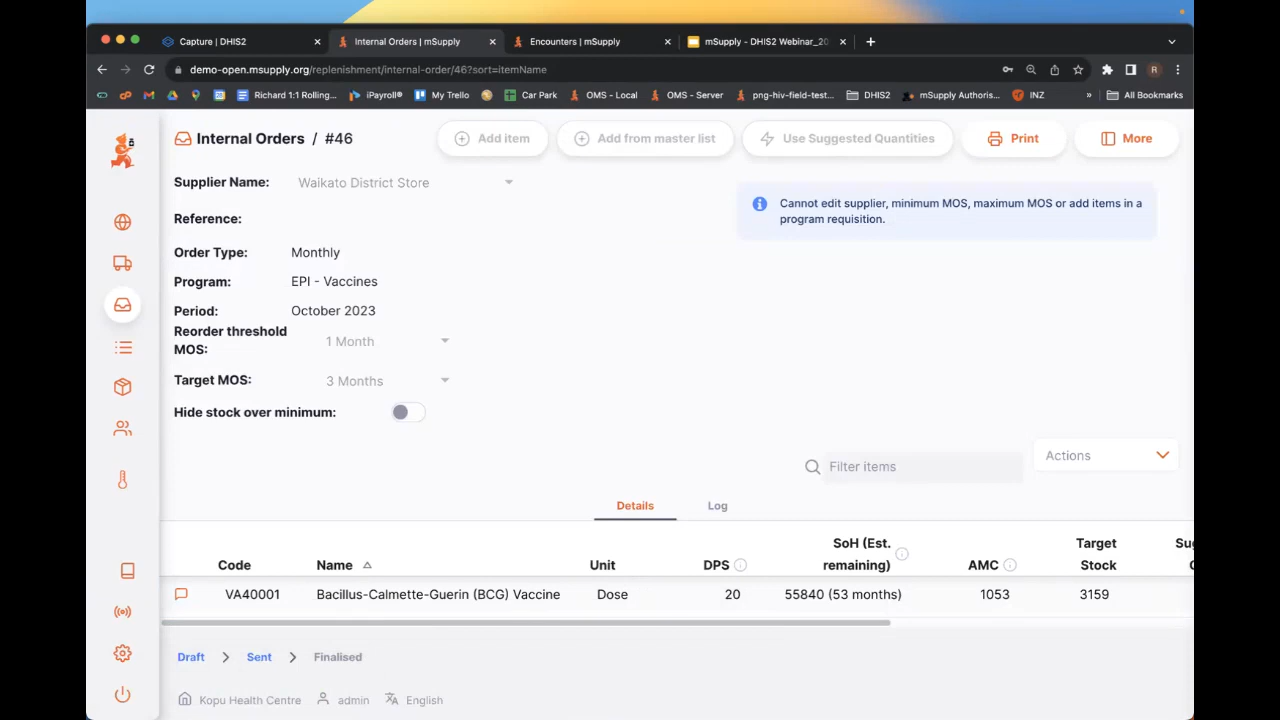 Capture | DHIS2
Internal Orders | mSupply
Encounters | mSupply
mSupply - DHIS2 Webinar_20
demo-open.msupply.org/replenishment/internal-order/46?sort=itemName
R
Richard 1:1 Rolling...
iPayroll®
My Trello
Car Park
OMS - Local
OMS - Server
png-hiv-field-test...
DHIS2
mSupply Authoris...
INZ
»
All Bookmarks
Internal Orders / #46
Add item
Add from master list
Use Suggested Quantities
Print
More
Supplier Name: Waikato District Store
Cannot edit supplier, minimum MOS, maximum MOS or add items in a
program requisition.
Reference:
Order Type: Monthly
Program: EPI - Vaccines
Period: October 2023
Reorder threshold
MOS: 1 Month
Target MOS: 3 Months
Hide stock over minimum:
Filter items
Actions
Details
Log
Code
Name
Unit
DPS
SoH (Est.
remaining)
AMC
Target
Stock
VA40001 Bacillus-Calmette-Guerin (BCG) Vaccine Dose 20 55840 (53 months) 1053 3159
Draft > Sent > Finalised
Kopu Health Centre admin English